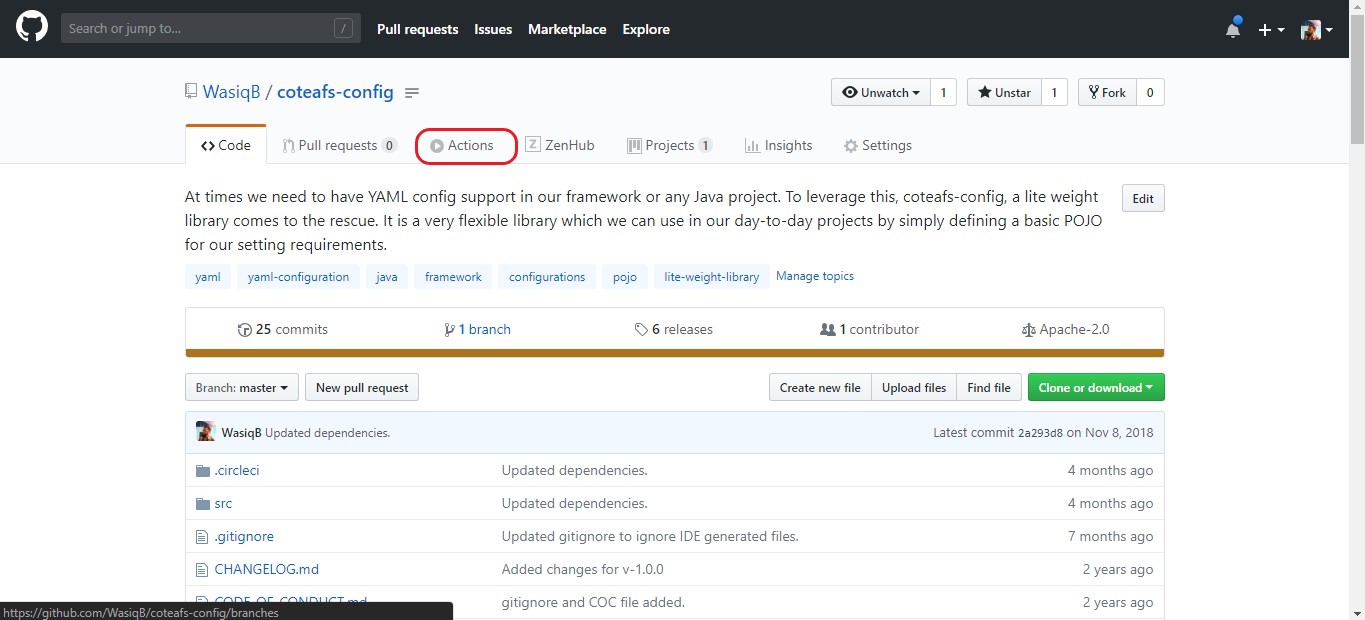 Search or jump to... / Pull requests Issues Marketplace Explore
WasiqB / coteafs-config Unwatch 1 Unstar 1 Fork 0
Code Pull requests 0 Actions Z ZenHub Projects 1 Insights Settings
At times we need to have YAML config support in our framework or any Java project. To leverage this, coteafs-config, a lite weight
library comes to the rescue. It is a very flexible library which we can use in our day-to-day projects by simply defining a basic POJO
for our setting requirements.
Edit
yaml yaml-configuration java framework configurations pojo lite-weight-library Manage topics
25 commits 1 branch 6 releases 1 contributor Apache-2.0
Branch: master New pull request Create new file Upload files Find file Clone or download
WasiqB Updated dependencies. Latest commit 2a293d8 on Nov 8, 2018
.circleci Updated dependencies. 4 months ago
src Updated dependencies. 4 months ago
.gitignore Updated gitignore to ignore IDE generated files. 7 months ago
CHANGELOG.md Added changes for v-1.0.0 2 years ago
CODE_OF_CONDUCT.md gitignore and COC file added. 2 years ago
https://github.com/WasiqB/coteafs-config/branches